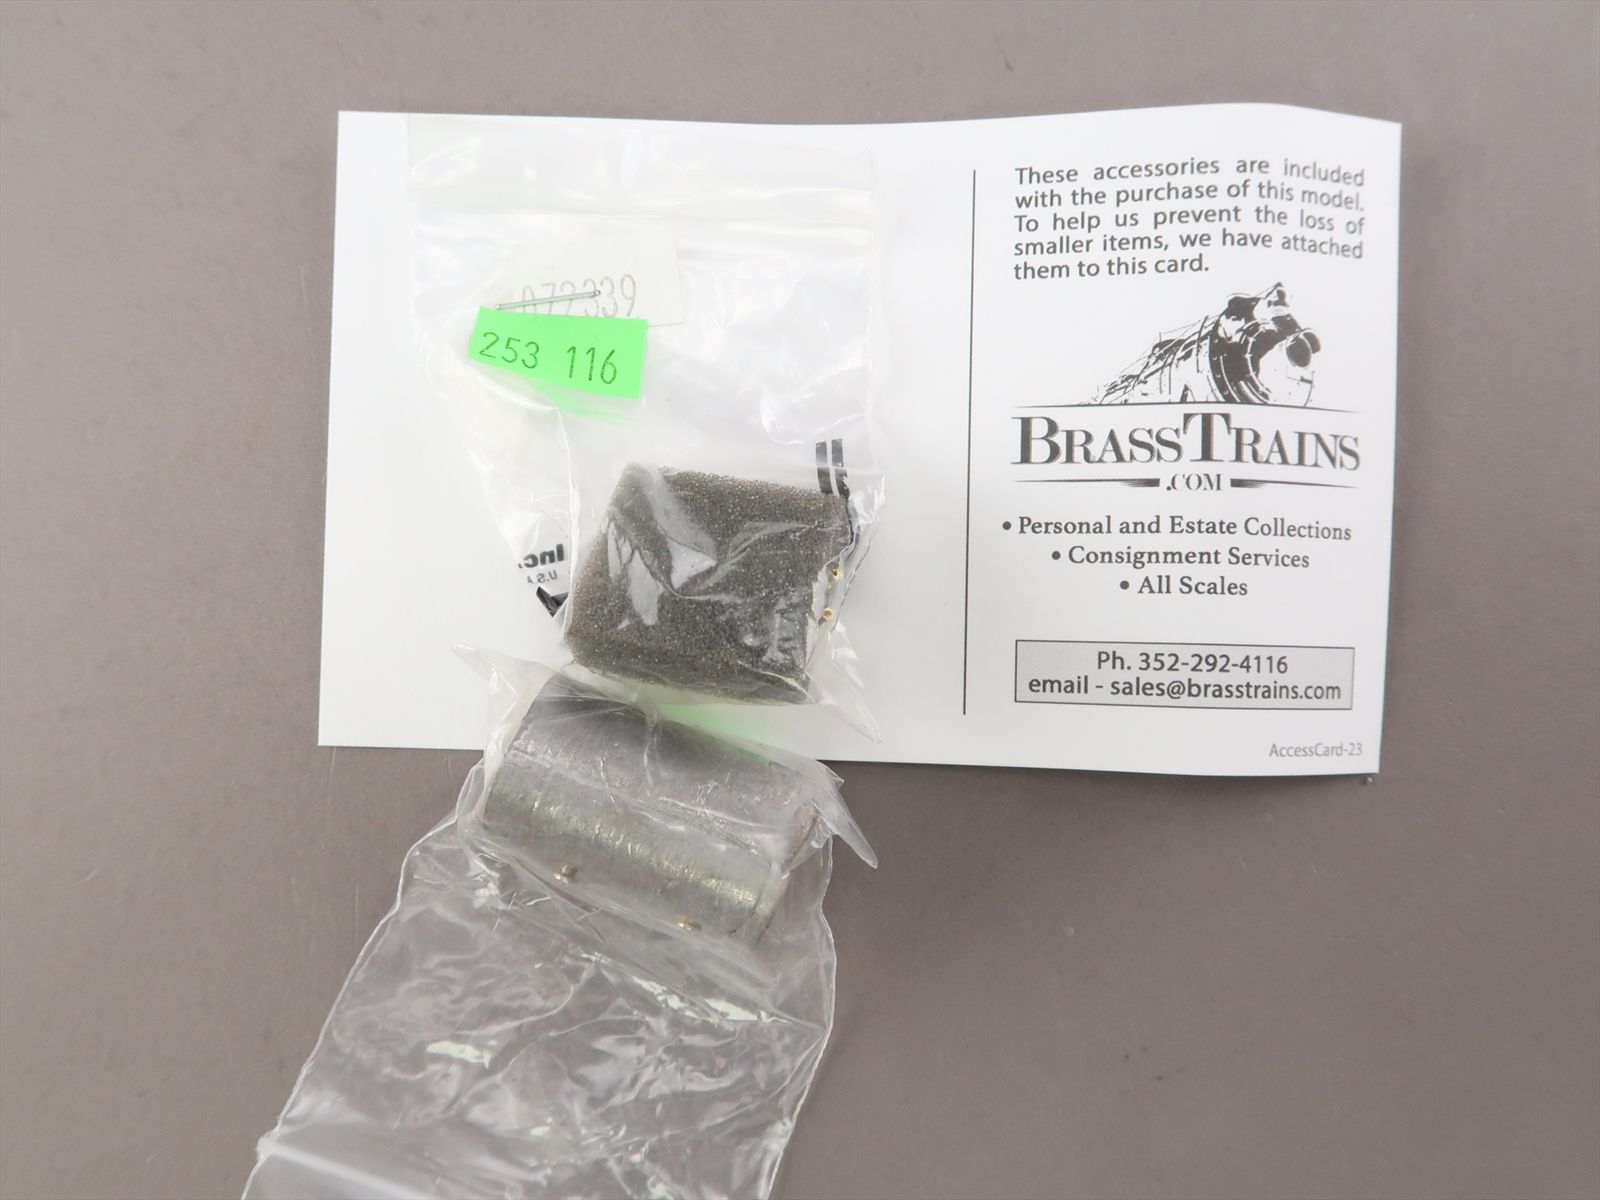 072339
253 116
Inc.
U.S.A
These accessories are included
with the purchase of this model.
To help us prevent the loss of
smaller items, we have attached
them to this card.
BRASSTRAINS
.COM
• Personal and Estate Collections
• Consignment Services
• All Scales
Ph. 352-292-4116
email - sales@brasstrains.com
AccessCard-23